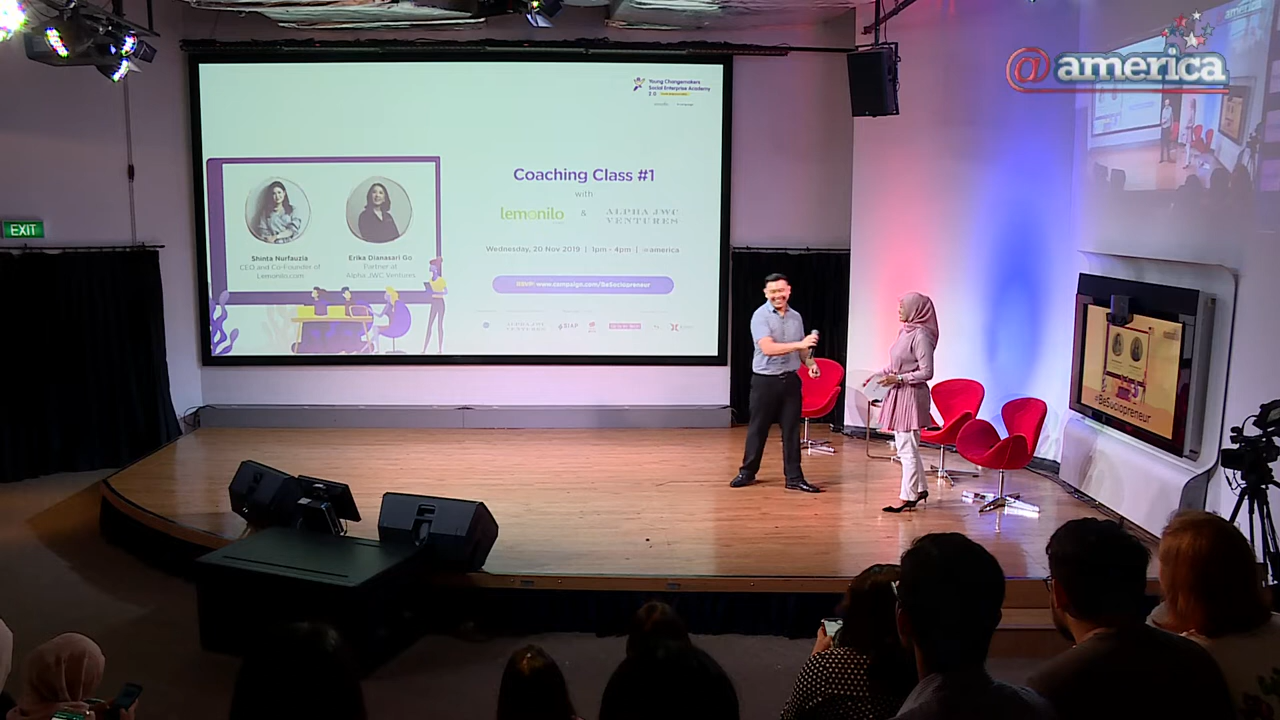 @america
Young Changemakers
Social Enterprise Academy
2.0
Coaching Class #1
with
lemonilo
&
ALPHA JWC
VENTURES
Wednesday, 20 Nov 2019 | 1pm - 4pm | @america
RSVP: www.campaign.com/BeSociopreneur
Shinta Nurfauzia
CEO and Co-Founder of
Lemonilo.com
Erika Dianasari Go
Partner at
Alpha JWC Ventures
EXIT
#BeSociopreneur